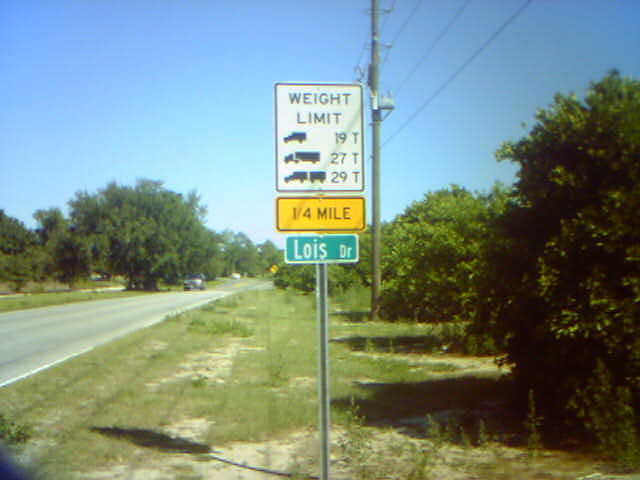 WEIGHT
LIMIT
19 T
27 T
29 T
1/4 MILE
Lois Dr